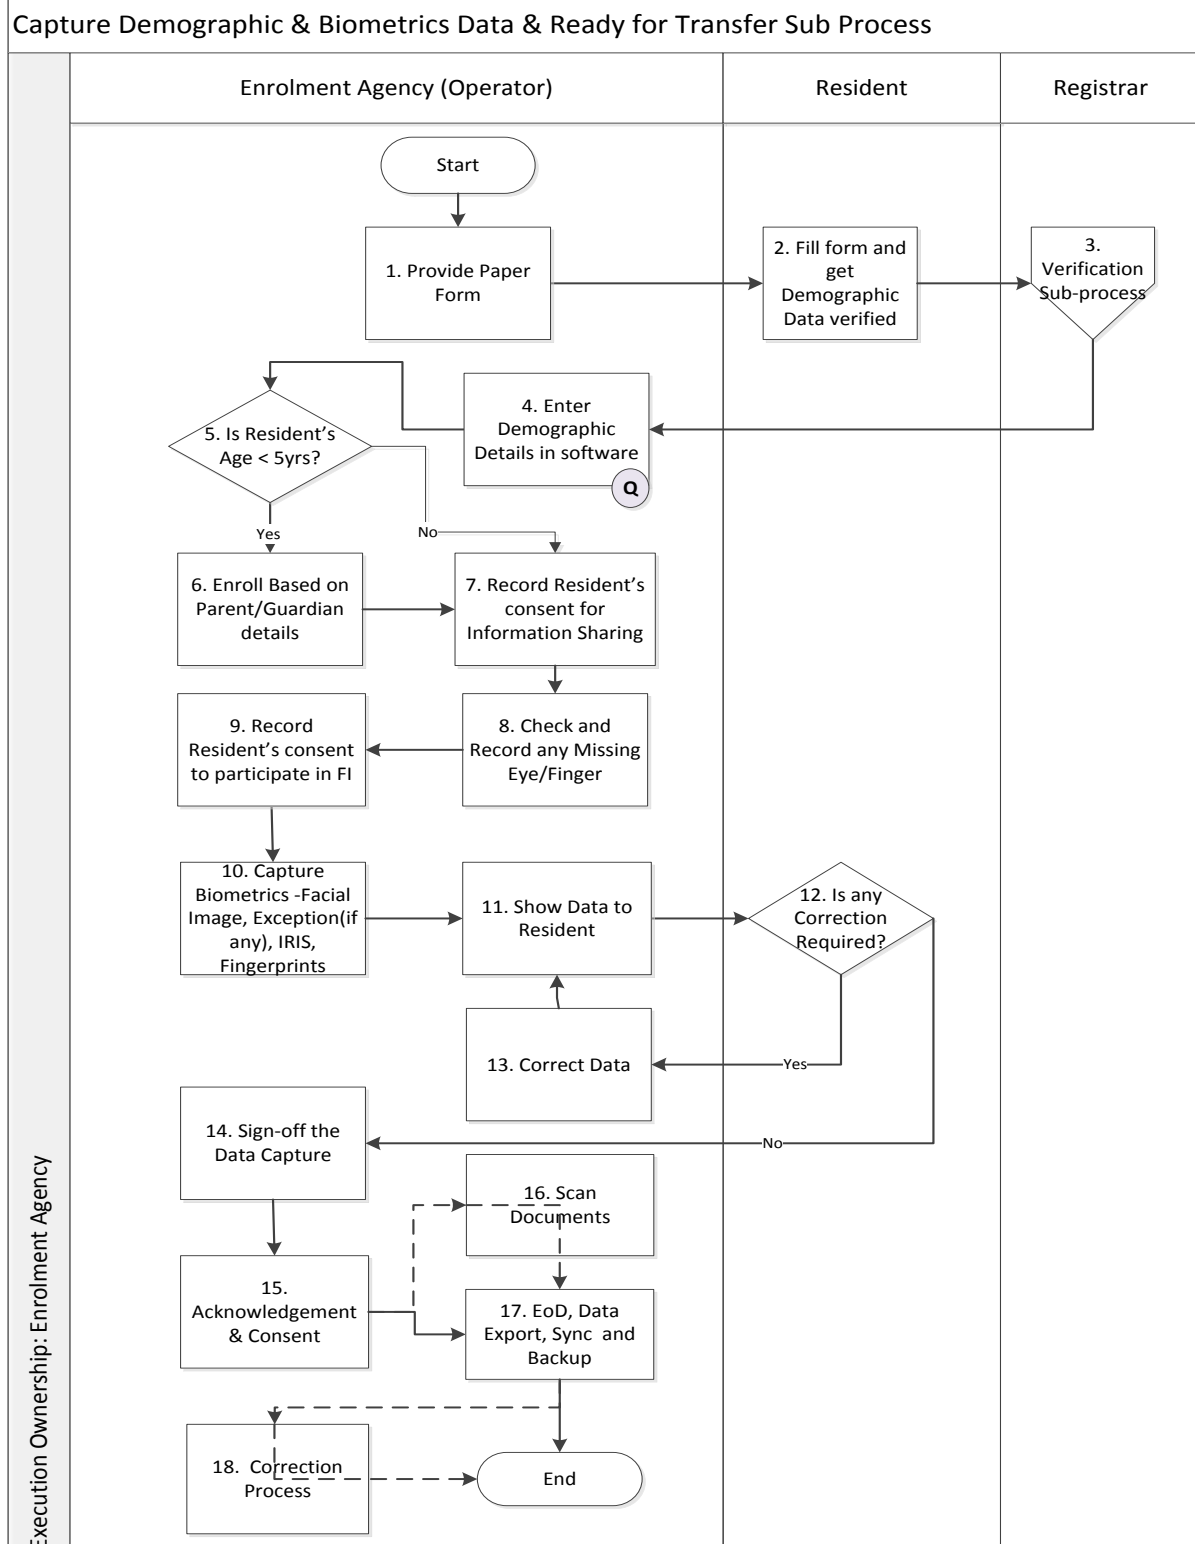 Capture Demographic & Biometrics Data & Ready for Transfer Sub Process
Enrolment Agency (Operator)
Resident
Registrar
Start
1. Provide Paper
Form
2. Fill form and
get
Demographic
Data verified
3.
Verification
Sub-process
4. Enter
Demographic
Details in software
Q
5. Is Resident's
Age < 5yrs?
Yes
No
6. Enroll Based on
Parent/Guardian
details
7. Record Resident's
consent for
Information Sharing
9. Record
Resident's consent
to participate in FI
8. Check and
Record any Missing
Eye/Finger
10. Capture
Biometrics -Facial
Image, Exception(if
any), IRIS,
Fingerprints
11. Show Data to
Resident
12. Is any
Correction
Required?
13. Correct Data
Yes
14. Sign-off the
Data Capture
No
16. Scan
Documents
15.
Acknowledgement
& Consent
17. EoD, Data
Export, Sync and
Backup
18. Correction
Process
End
Execution Ownership: Enrolment Agency